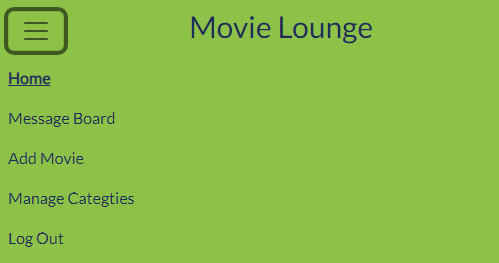 Movie Lounge
Home
Message Board
Add Movie
Manage Categties
Log Out